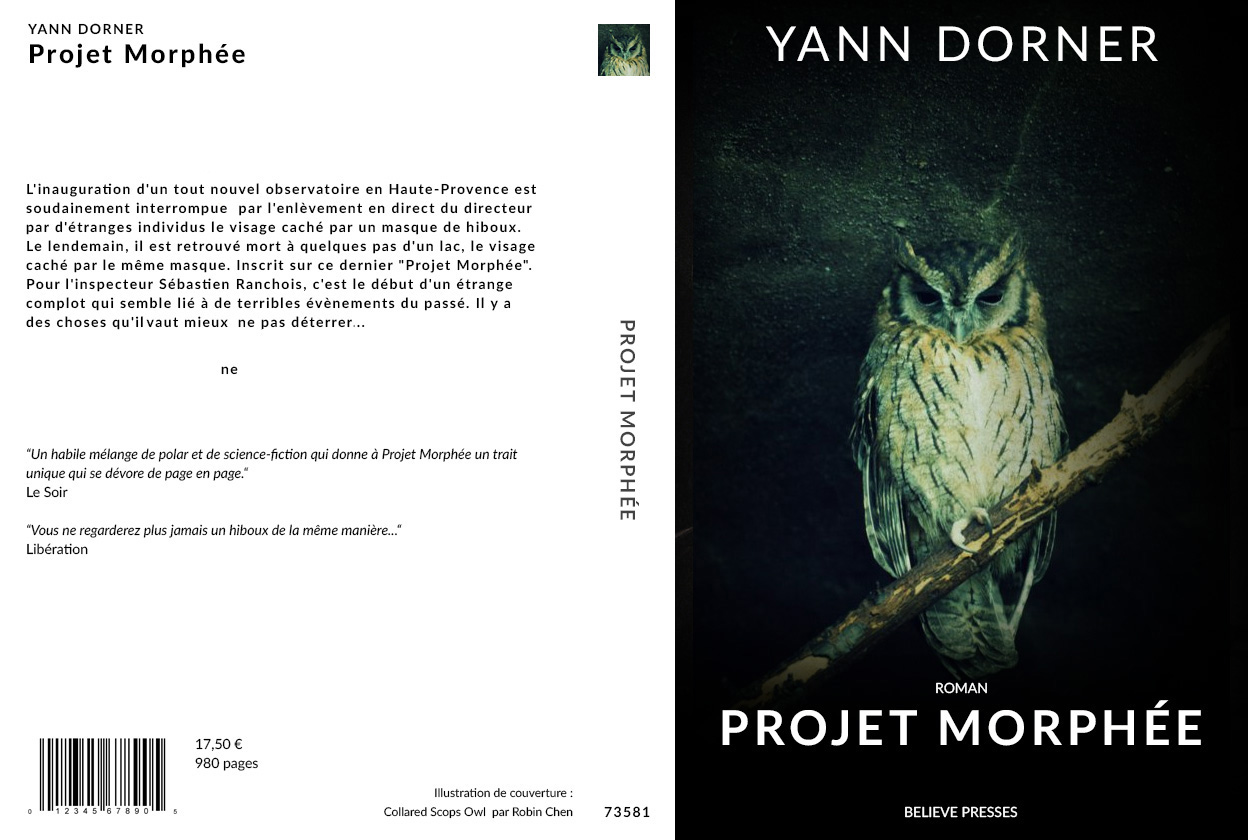 YANN DORNER
Projet Morphée
L'inauguration d'un tout nouvel observatoire en Haute-Provence est
soudainement interrompue par l'enlèvement en direct du directeur
par d'étranges individus le visage caché par un masque de hiboux.
Le lendemain, il est retrouvé mort à quelques pas d'un lac, le visage
caché par le même masque. Inscrit sur ce dernier "Projet Morphée".
Pour l'inspecteur Sébastien Ranchois, c'est le début d'un étrange
complot qui semble lié à de terribles évènements du passé. Il y a
des choses qu'il vaut mieux ne pas déterrer...
ne
“Un habile mélange de polar et de science-fiction qui donne à Projet Morphée un trait
unique qui se dévore de page en page.“
Le Soir
“Vous ne regarderez plus jamais un hiboux de la même manière...“
Libération
17,50 €
980 pages
0 12345 67890 5
Illustration de couverture :
Collared Scops Owl par Robin Chen
PROJET MORPHÉE
73581
YANN DORNER
ROMAN
PROJET MORPHÉE
BELIEVE PRESSES